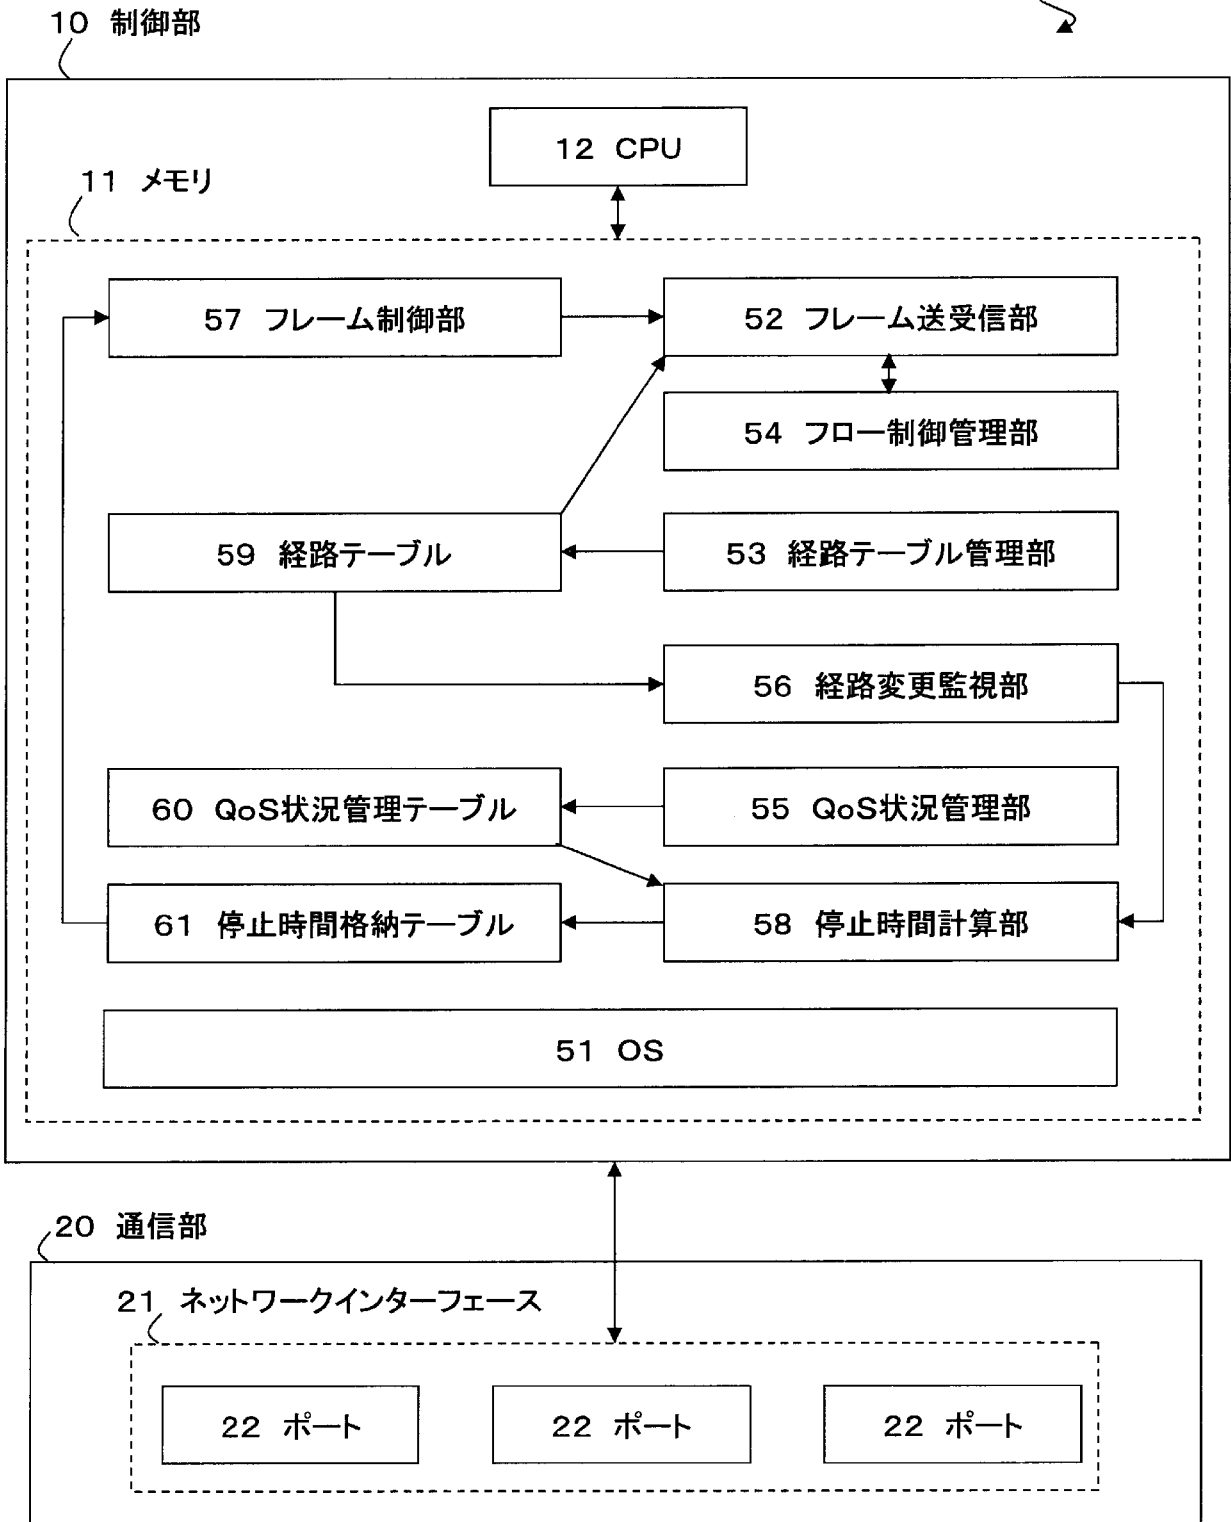 10 制御部
12 CPU
11 メモリ
57 フレーム制御部
52 フレーム送受信部
54 フロー制御管理部
59 経路テーブル
53 経路テーブル管理部
56 経路変更監視部
60 QoS状況管理テーブル
55 QoS状況管理部
61 停止時間格納テーブル
58 停止時間計算部
51 OS
20 通信部
21 ネットワークインターフェース
22 ポート
22 ポート
22 ポート